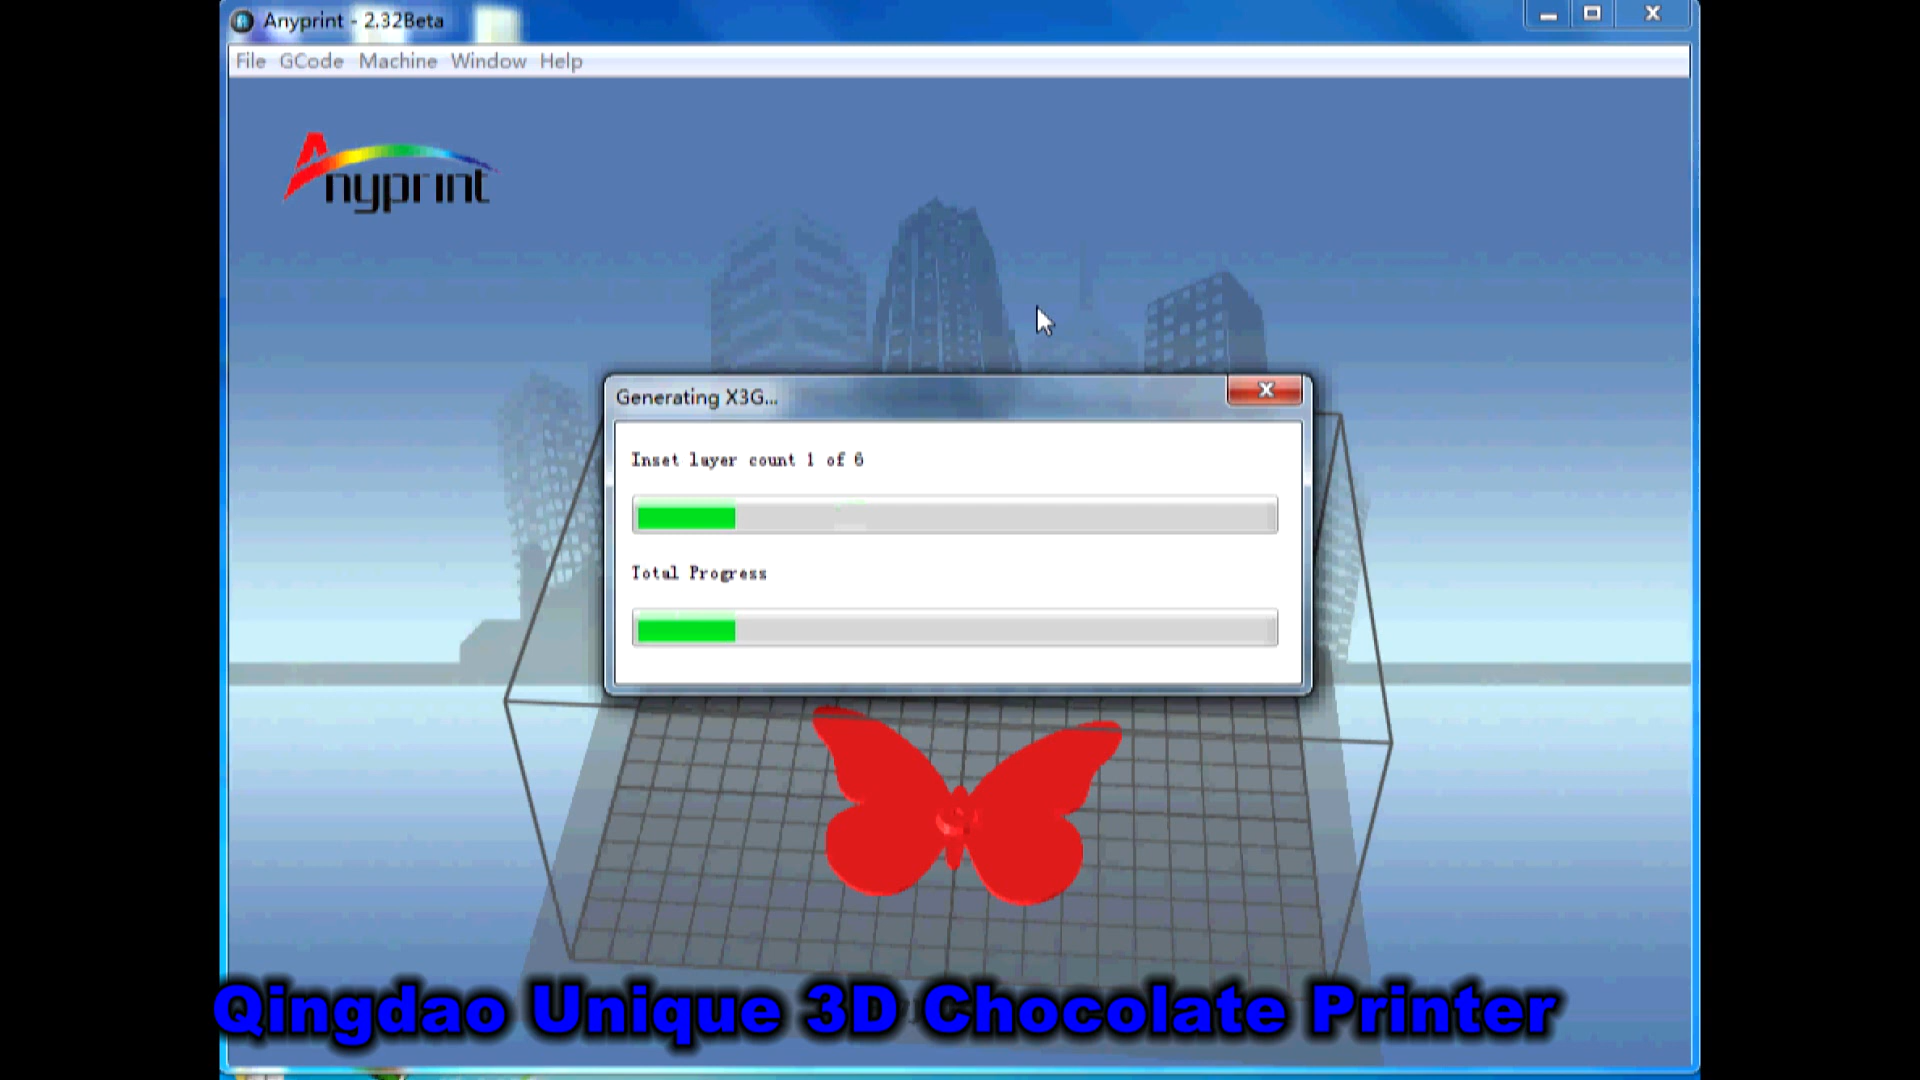 Anyprint - 2.32Beta
File GCode Machine Window Help
Anyprint
Generating X3G...
Inset layer count 1 of 6
Total Progress
Qingdao Unique 3D Chocolate Printer